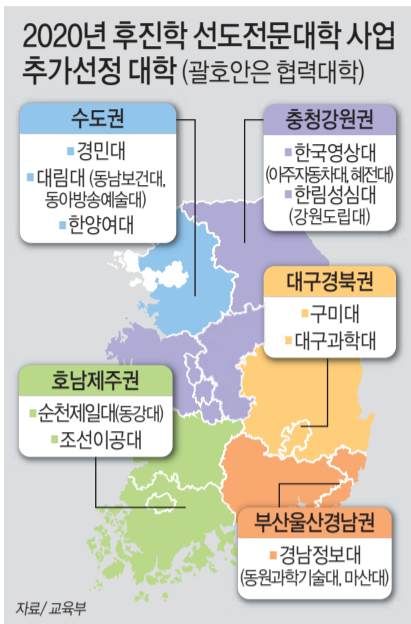 2020년 후진학 선도전문대학 사업
추가선정 대학 (괄호안은 협력대학)
수도권
경민대
대림대 (동남보건대,
동아방송예술대)
한양여대
충청강원권
한국영상대
(아주자동차대, 혜전대)
한림성심대
(강원도립대)
대구경북권
구미대
대구과학대
호남제주권
순천제일대(동강대)
조선이공대
부산울산경남권
경남정보대
(동원과학기술대, 마산대)
자료/ 교육부